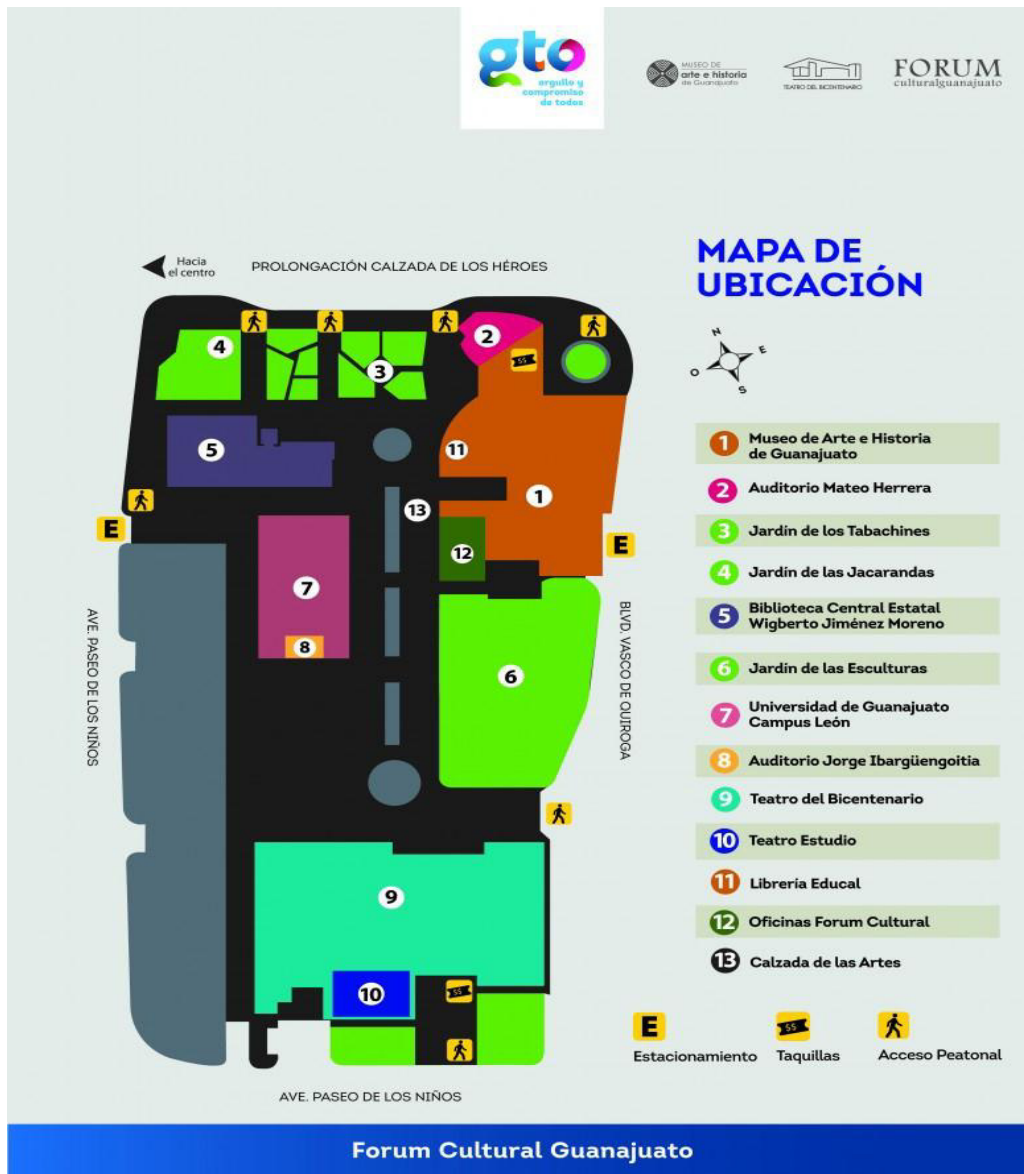 gto
orgullo y
compromiso
de todos
MUSEO DE
arte e historia
de Guanajuato
TEATRO DEL BICENTENARIO
FORUM
culturalguanajuato
MAPA DE
UBICACIÓN
Hacia
el centro
PROLONGACIÓN CALZADA DE LOS HÉROES
N
E
O
S
4
3
2
$$
5
11
1
13
E
12
E
7
8
6
AVE. PASEO DE LOS NIÑOS
BLVD. VASCO DE QUIROGA
9
10
$$
AVE. PASEO DE LOS NIÑOS
1 Museo de Arte e Historia
de Guanajuato
2 Auditorio Mateo Herrera
3 Jardín de los Tabachines
4 Jardín de las Jacarandas
5 Biblioteca Central Estatal
Wigberto Jiménez Moreno
6 Jardín de las Esculturas
7 Universidad de Guanajuato
Campus León
8 Auditorio Jorge Ibargüengoitia
9 Teatro del Bicentenario
10 Teatro Estudio
11 Librería Educal
12 Oficinas Forum Cultural
13 Calzada de las Artes
E
$$
Estacionamiento Taquillas Acceso Peatonal
Forum Cultural Guanajuato